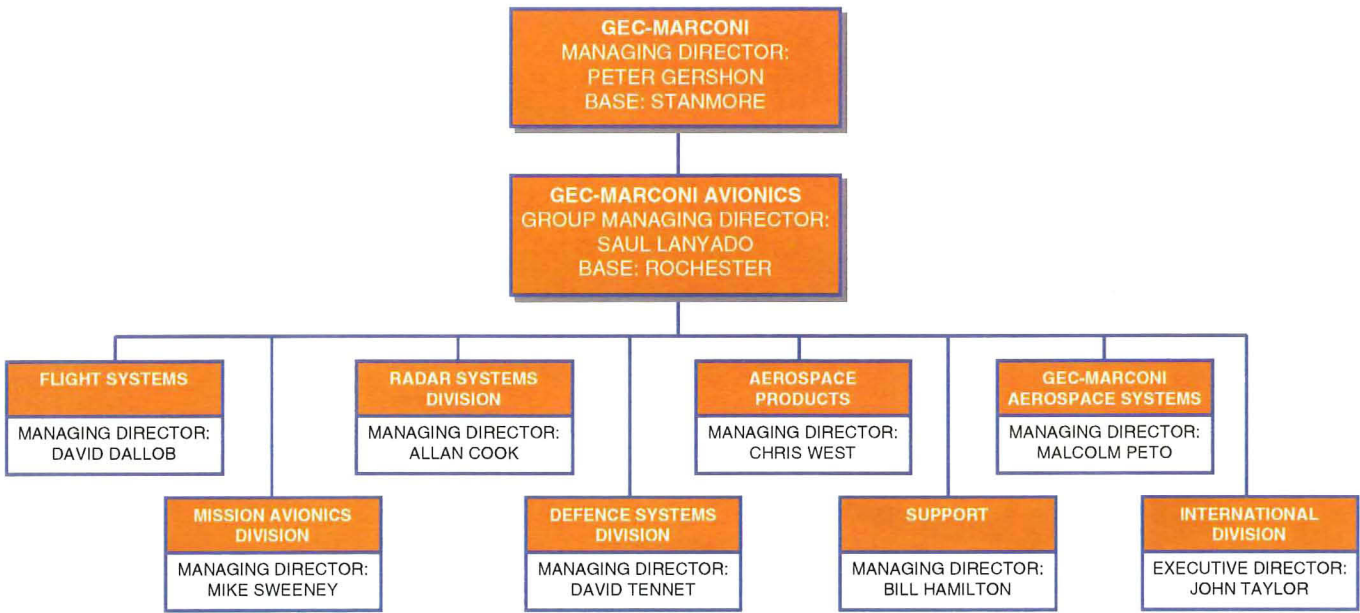 GEC-MARCONI
MANAGING DIRECTOR:
PETER GERSHON
BASE: STANMORE
GEC-MARCONI AVIONICS
GROUP MANAGING DIRECTOR:
SAUL LANYADO
BASE: ROCHESTER
FLIGHT SYSTEMS
MANAGING DIRECTOR:
DAVID DALLOB
RADAR SYSTEMS
DIVISION
MANAGING DIRECTOR:
ALLAN COOK
AEROSPACE
PRODUCTS
MANAGING DIRECTOR:
CHRIS WEST
GEC-MARCONI
AEROSPACE SYSTEMS
MANAGING DIRECTOR:
MALCOLM PETO
MISSION AVIONICS
DIVISION
MANAGING DIRECTOR:
MIKE SWEENEY
DEFENCE SYSTEMS
DIVISION
MANAGING DIRECTOR:
DAVID TENNET
SUPPORT
MANAGING DIRECTOR:
BILL HAMILTON
INTERNATIONAL
DIVISION
EXECUTIVE DIRECTOR:
JOHN TAYLOR